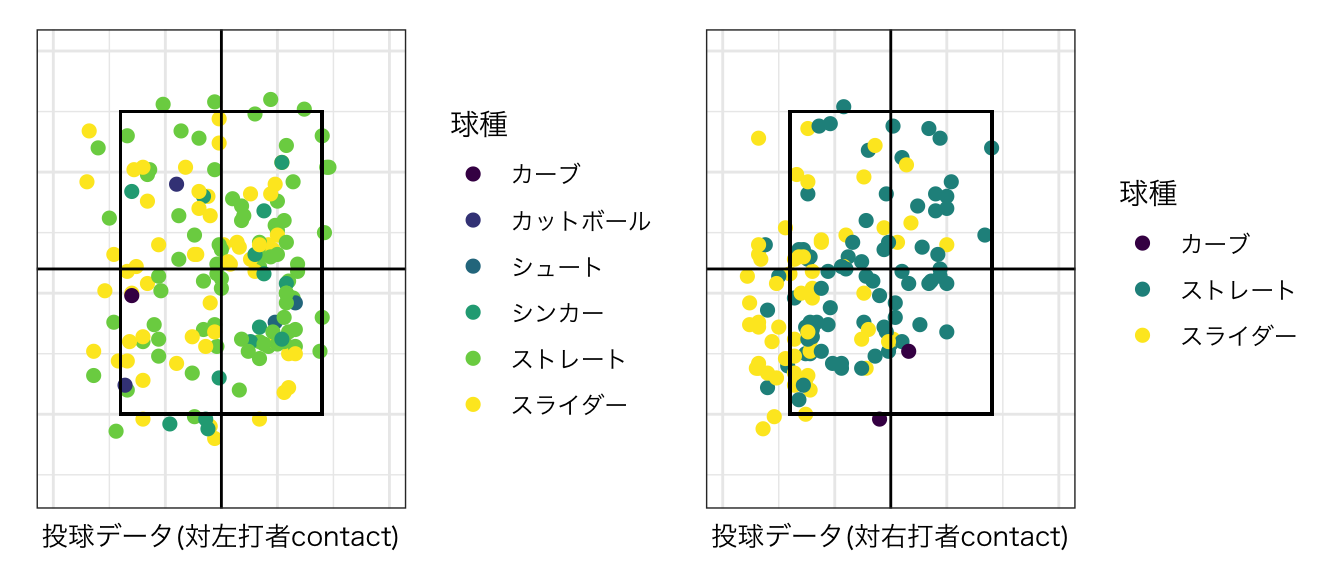 球種
カーブ
カットボール
シュート
シンカー
ストレート
スライダー
投球データ(対左打者contact)
球種
カーブ
ストレート
スライダー
投球データ(対右打者contact)